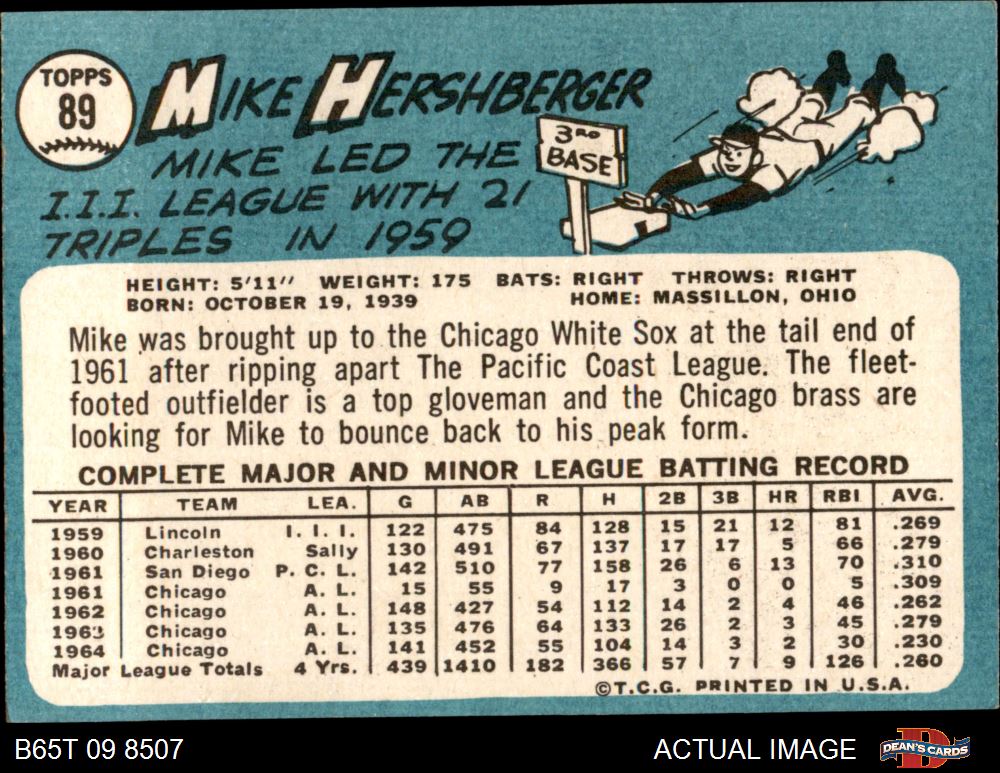 TOPPS
89
MIKE HERSHBERGER
MIKE LED THE
I.I.I. LEAGUE WITH 21
TRIPLES IN 1959
3RD
BASE
HEIGHT: 5'11" WEIGHT: 175 BATS: RIGHT THROWS: RIGHT
BORN: OCTOBER 19, 1939 HOME: MASSILLON, OHIO
Mike was brought up to the Chicago White Sox at the tail end of
1961 after ripping apart The Pacific Coast League. The fleet-
footed outfielder is a top gloveman and the Chicago brass are
looking for Mike to bounce back to his peak form.
COMPLETE MAJOR AND MINOR LEAGUE BATTING RECORD
YEAR TEAM LEA. G AB R H 2B 3B HR RBI AVG.
1959 Lincoln I. I. I. 122 475 84 128 15 21 12 81 .269
1960 Charleston Sally 130 491 67 137 17 17 5 66 .279
1961 San Diego P. C. L. 142 510 77 158 26 6 13 70 .310
1961 Chicago A. L. 15 55 9 17 3 0 0 5 .309
1962 Chicago A. L. 148 427 54 112 14 2 4 46 .262
1963 Chicago A. L. 135 476 64 133 26 2 3 45 .279
1964 Chicago A. L. 141 452 55 104 14 3 2 30 .230
Major League Totals 4 Yrs. 439 1410 182 366 57 7 9 126 .260
©T.C.G. PRINTED IN U.S.A.
B65T 09 8507 ACTUAL IMAGE DEAN'S CARDS